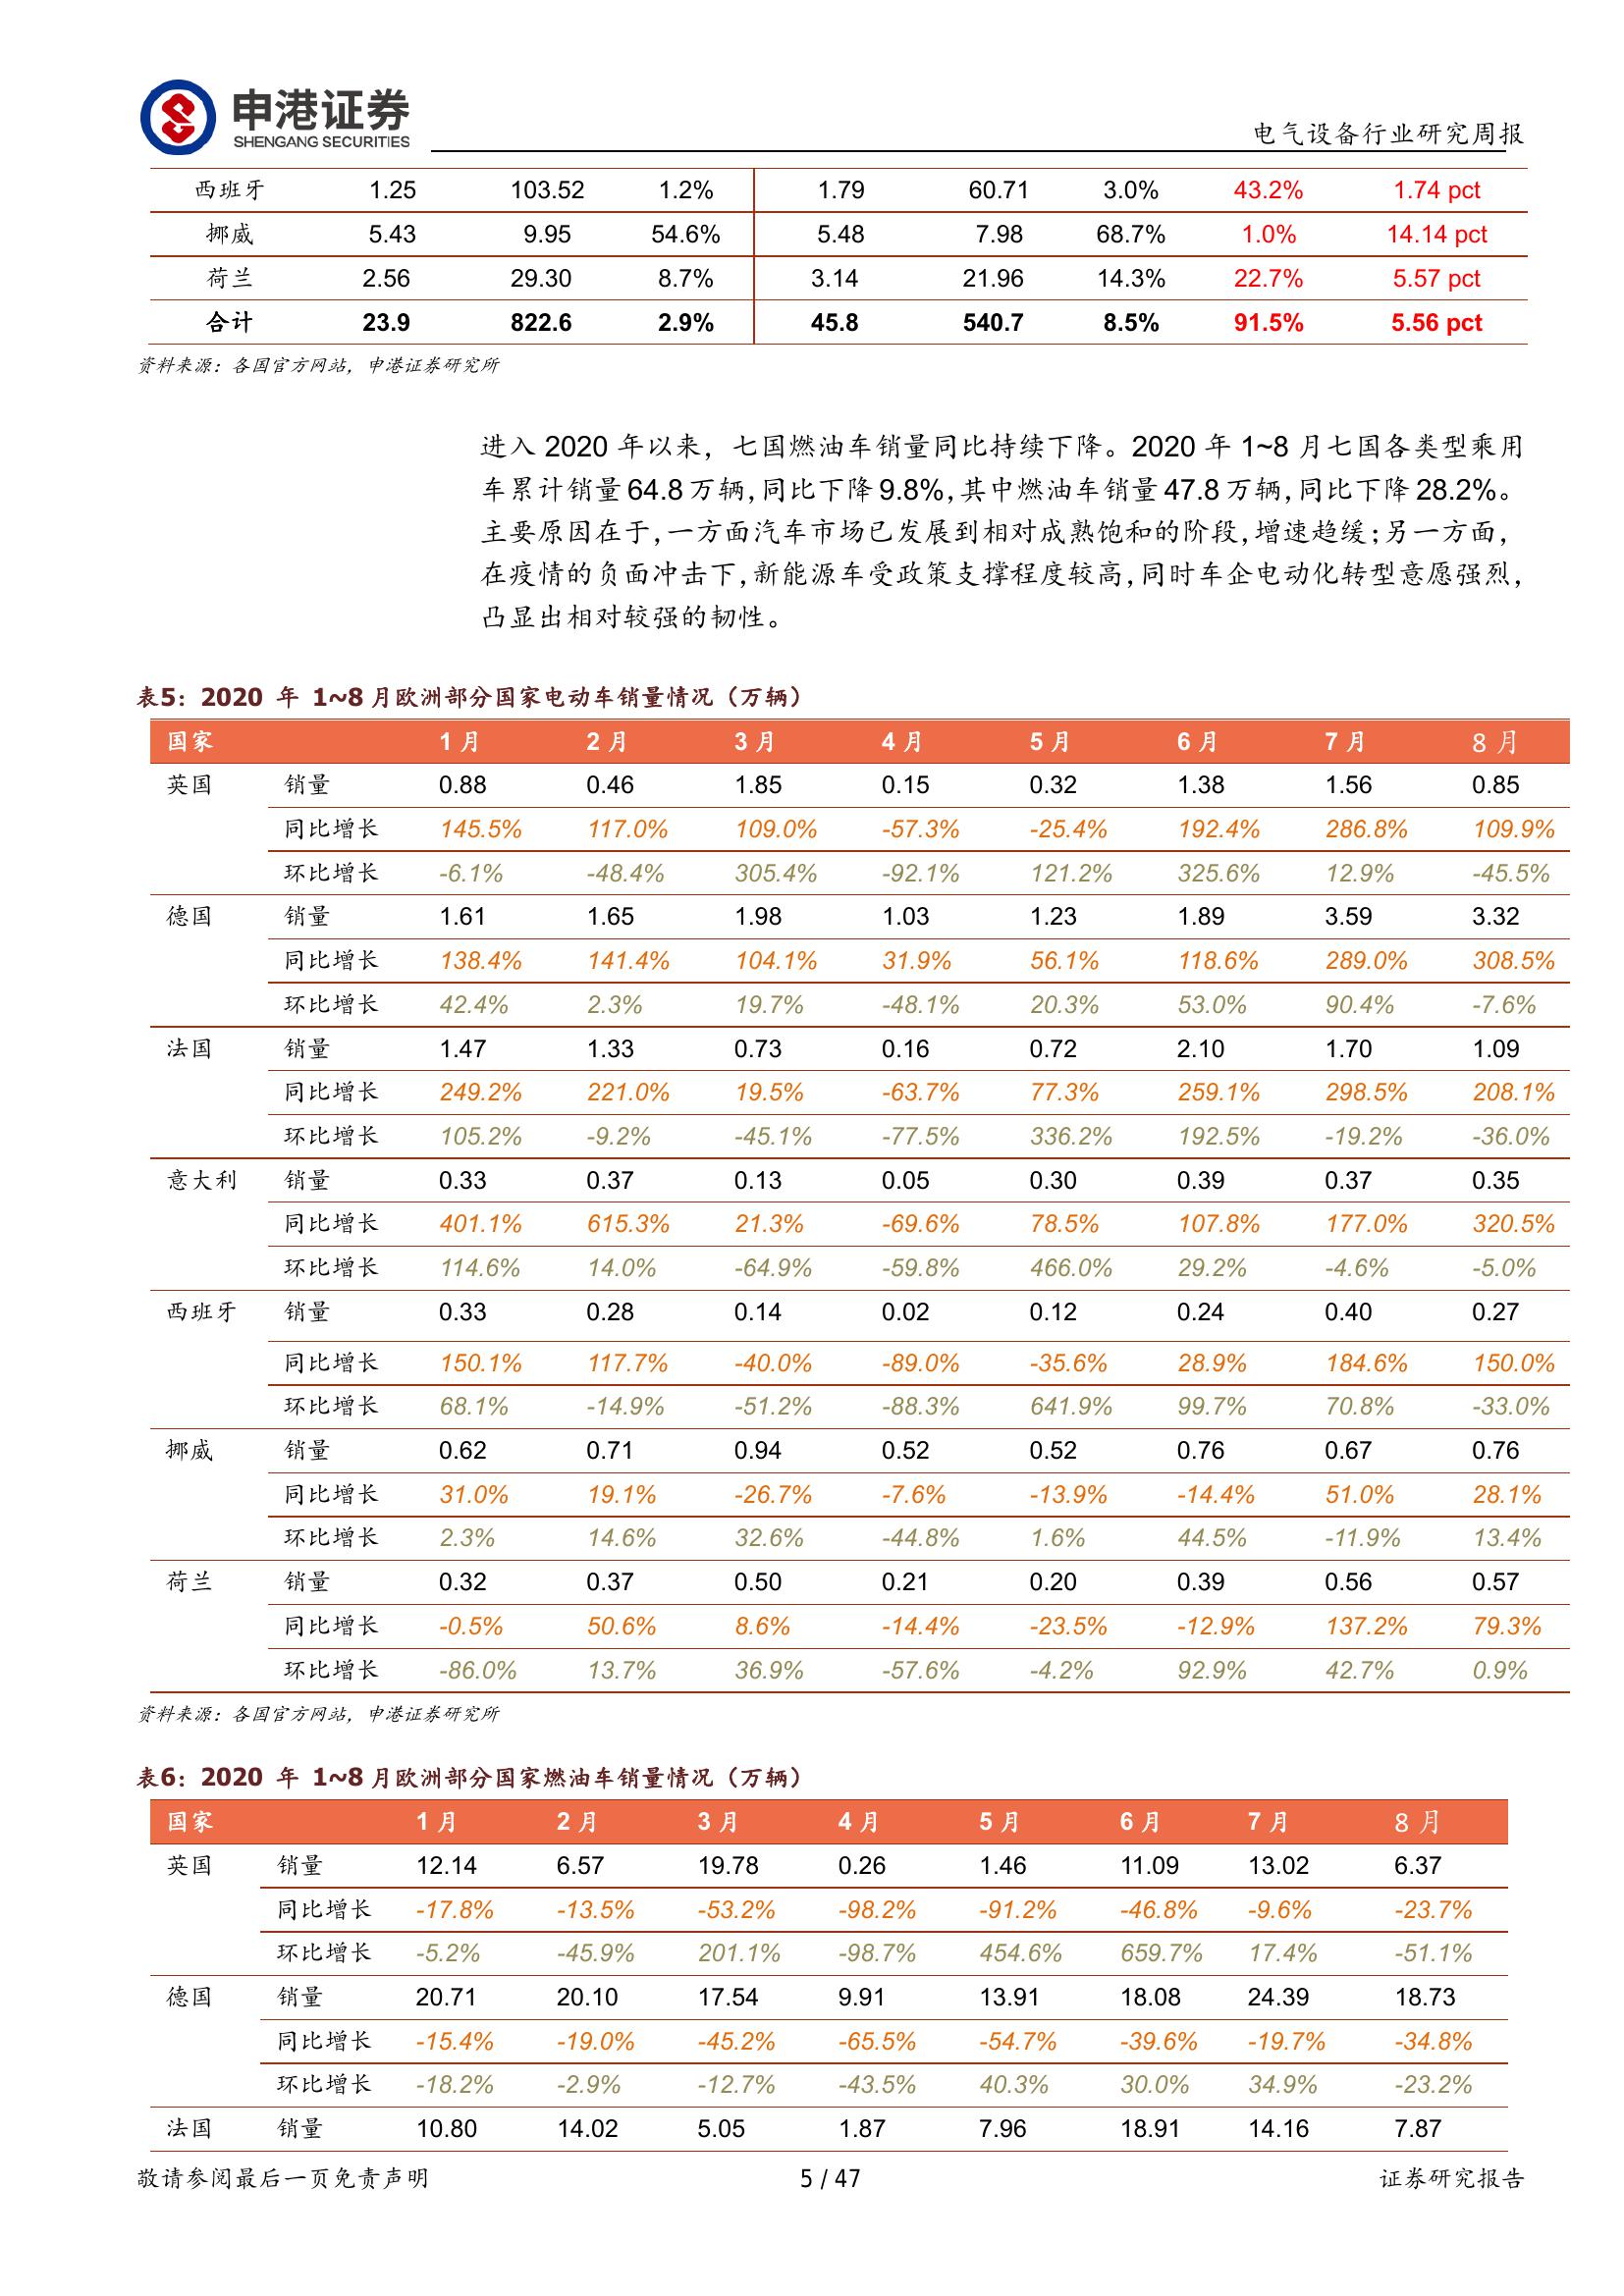 申港证券
SHENGANG SECURITIES
电气设备行业研究周报
西班牙 1.25 103.52 1.2% 1.79 60.71 3.0% 43.2% 1.74 pct
挪威 5.43 9.95 54.6% 5.48 7.98 68.7% 1.0% 14.14 pct
荷兰 2.56 29.30 8.7% 3.14 21.96 14.3% 22.7% 5.57 pct
合计 23.9 822.6 2.9% 45.8 540.7 8.5% 91.5% 5.56 pct
资料来源：各国官方网站，申港证券研究所
进入 2020 年以来，七国燃油车销量同比持续下降。2020 年 1~8 月七国各类型乘用
车累计销量 64.8 万辆，同比下降 9.8%，其中燃油车销量 47.8 万辆，同比下降 28.2%。
主要原因在于，一方面汽车市场已发展到相对成熟饱和的阶段，增速趋缓；另一方面，
在疫情的负面冲击下，新能源车受政策支撑程度较高，同时车企电动化转型意愿强烈，
凸显出相对较强的韧性。
表5：2020 年 1~8 月欧洲部分国家电动车销量情况（万辆）
国家 1 月 2 月 3 月 4 月 5 月 6 月 7 月 8 月
英国 销量 0.88 0.46 1.85 0.15 0.32 1.38 1.56 0.85
同比增长 145.5% 117.0% 109.0% -57.3% -25.4% 192.4% 286.8% 109.9%
环比增长 -6.1% -48.4% 305.4% -92.1% 121.2% 325.6% 12.9% -45.5%
德国 销量 1.61 1.65 1.98 1.03 1.23 1.89 3.59 3.32
同比增长 138.4% 141.4% 104.1% 31.9% 56.1% 118.6% 289.0% 308.5%
环比增长 42.4% 2.3% 19.7% -48.1% 20.3% 53.0% 90.4% -7.6%
法国 销量 1.47 1.33 0.73 0.16 0.72 2.10 1.70 1.09
同比增长 249.2% 221.0% 19.5% -63.7% 77.3% 259.1% 298.5% 208.1%
环比增长 105.2% -9.2% -45.1% -77.5% 336.2% 192.5% -19.2% -36.0%
意大利 销量 0.33 0.37 0.13 0.05 0.30 0.39 0.37 0.35
同比增长 401.1% 615.3% 21.3% -69.6% 78.5% 107.8% 177.0% 320.5%
环比增长 114.6% 14.0% -64.9% -59.8% 466.0% 29.2% -4.6% -5.0%
西班牙 销量 0.33 0.28 0.14 0.02 0.12 0.24 0.40 0.27
同比增长 150.1% 117.7% -40.0% -89.0% -35.6% 28.9% 184.6% 150.0%
环比增长 68.1% -14.9% -51.2% -88.3% 641.9% 99.7% 70.8% -33.0%
挪威 销量 0.62 0.71 0.94 0.52 0.52 0.76 0.67 0.76
同比增长 31.0% 19.1% -26.7% -7.6% -13.9% -14.4% 51.0% 28.1%
环比增长 2.3% 14.6% 32.6% -44.8% 1.6% 44.5% -11.9% 13.4%
荷兰 销量 0.32 0.37 0.50 0.21 0.20 0.39 0.56 0.57
同比增长 -0.5% 50.6% 8.6% -14.4% -23.5% -12.9% 137.2% 79.3%
环比增长 -86.0% 13.7% 36.9% -57.6% -4.2% 92.9% 42.7% 0.9%
资料来源：各国官方网站，申港证券研究所
表6：2020 年 1~8 月欧洲部分国家燃油车销量情况（万辆）
国家 1 月 2 月 3 月 4 月 5 月 6 月 7 月 8 月
英国 销量 12.14 6.57 19.78 0.26 1.46 11.09 13.02 6.37
同比增长 -17.8% -13.5% -53.2% -98.2% -91.2% -46.8% -9.6% -23.7%
环比增长 -5.2% -45.9% 201.1% -98.7% 454.6% 659.7% 17.4% -51.1%
德国 销量 20.71 20.10 17.54 9.91 13.91 18.08 24.39 18.73
同比增长 -15.4% -19.0% -45.2% -65.5% -54.7% -39.6% -19.7% -34.8%
环比增长 -18.2% -2.9% -12.7% -43.5% 40.3% 30.0% 34.9% -23.2%
法国 销量 10.80 14.02 5.05 1.87 7.96 18.91 14.16 7.87
敬请参阅最后一页免责声明 5 / 47 证券研究报告